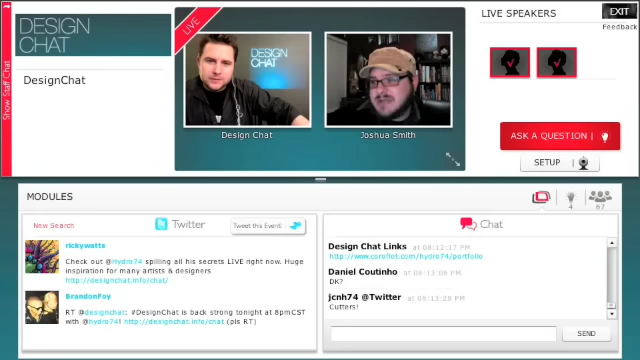 DESIGN
CHAT
DesignChat
Show Staff Chat
LIVE
DESIGN
CHAT
Design Chat
Joshua Smith
LIVE SPEAKERS
EXIT
Feedback
ASK A QUESTION |
SETUP |
MODULES
4
67
New Search
Twitter
Tweet this Event!
rickywatts
Check out @Hydro74 spilling all his secrets LIVE right now. Huge
inspiration for many artists & designers
http://designchat.info/chat/
BrandonFoy
RT @designchat: #DesignChat is back strong tonight at 8pmCST
with @hydro74! http://designchat.info/chat (pls RT)
Chat
Design Chat Links at 08:12:37 PM
http://www.coroflot.com/hydro74/portfolio
Daniel Coutinho at 08:13:08 PM
DK?
jcnh74 @Twitter at 08:13:28 PM
Cutters!
SEND